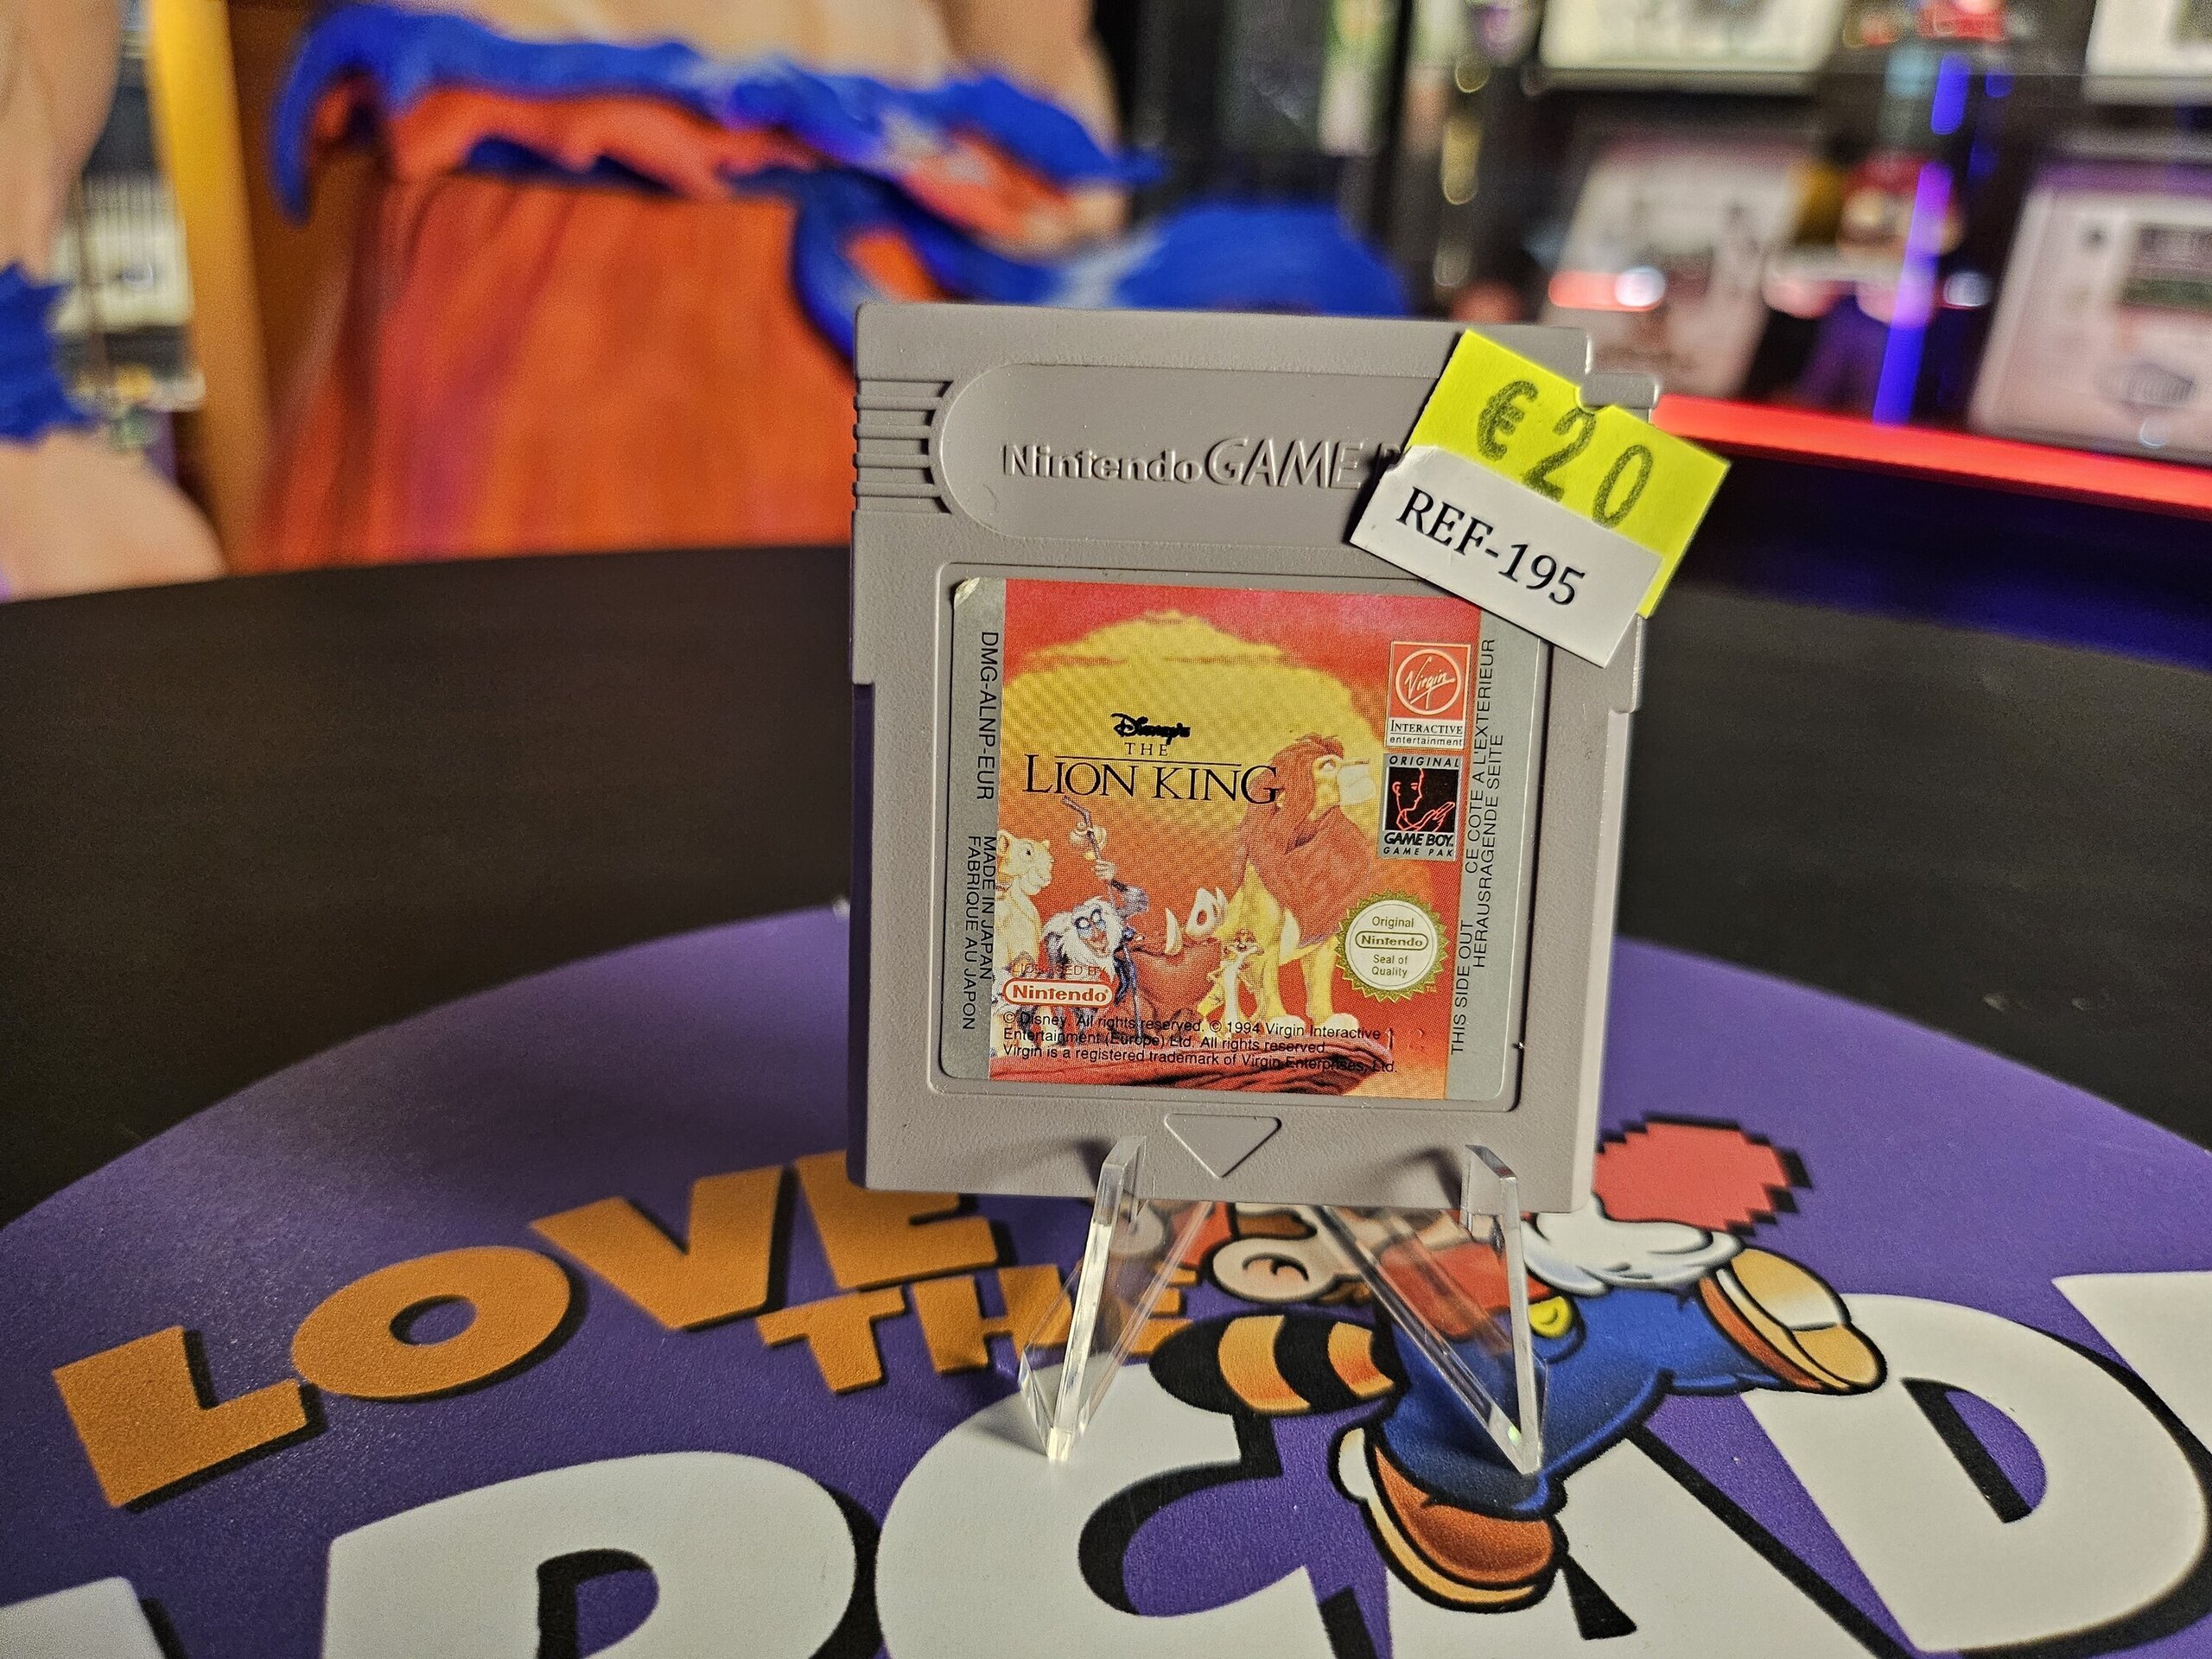 Nintendo GAME
€20
REF-195
DMG-ALNP-EUR
MADE IN JAPAN
FABRIQUE AU JAPON
Disney's
THE
LION KING
Virgin
INTERACTIVE
entertainment
ORIGINAL
GAME BOY
GAME PAK
Original
Nintendo
Seal of
Quality
TM
LICENSED BY
Nintendo
© Disney. All rights reserved. © 1994 Virgin Interactive
Entertainment (Europe) Ltd. All rights reserved
Virgin is a registered trademark of Virgin Enterprises, Ltd.
THIS SIDE OUT CE COTE A L'EXTERIEUR
HERAUSRAGENDE SEITE
LOVE
THE